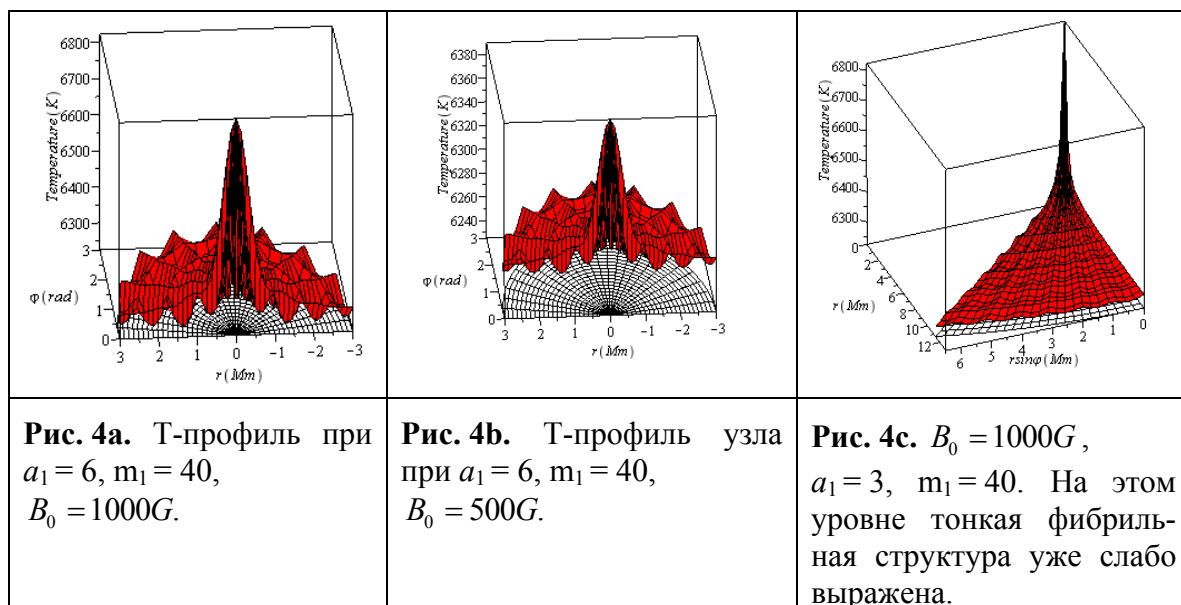 6800
6700
6600
6500
6400
6300
Temperature (K)
3
2
1
0
φ (rad)
3 2 1 0 −1 −2 −3
r (Mm)
6380
6360
6340
6320
6300
6280
6260
6240
Temperature (K)
3
2
1
0
φ (rad)
3 2 1 0 −1 −2 −3
r (Mm)
6800
6700
6600
6500
6400
6300
Temperature (K)
0
2
4
6
8
10
12
r (Mm)
6 5 4 3 2 1 0
rsinφ (Mm)
Рис. 4a. Т-профиль при
a₁ = 6, m₁ = 40,
B₀ = 1000G.
Рис. 4b. Т-профиль узла
при a₁ = 6, m₁ = 40,
B₀ = 500G.
Рис. 4c. B₀ = 1000G ,
a₁ = 3, m₁ = 40. На этом
уровне тонкая фибриль-
ная структура уже слабо
выражена.